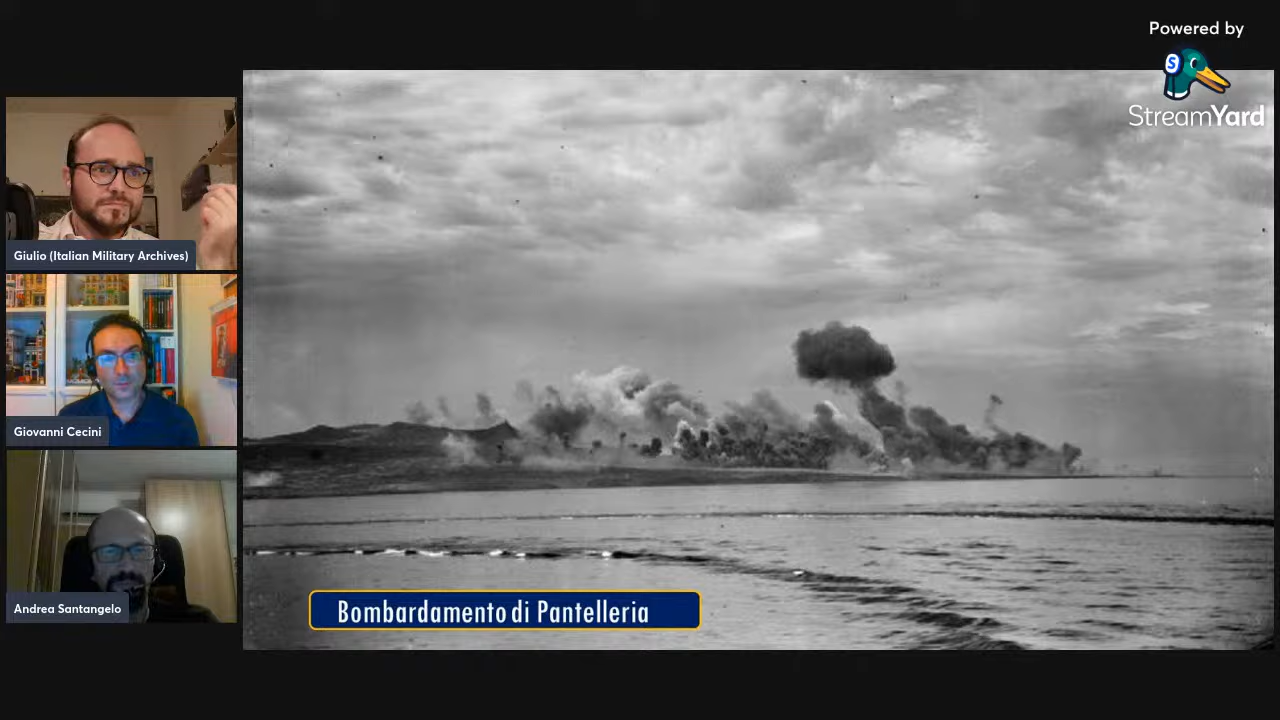 Powered by
StreamYard
Giulio (Italian Military Archives)
Giovanni Cecini
Andrea Santangelo
Bombardamento di Pantelleria